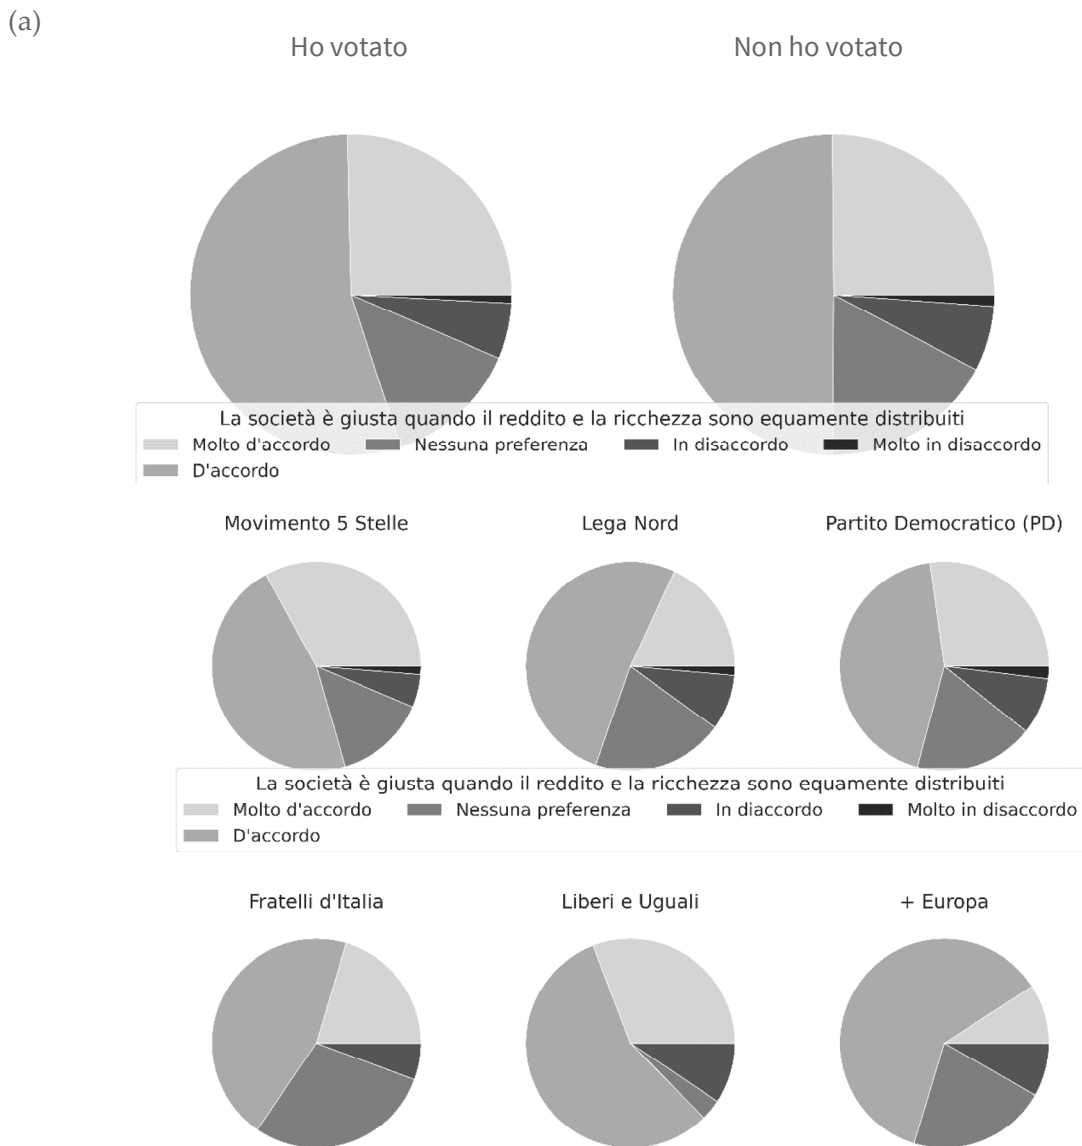 (a)
Ho votato
Non ho votato
La società è giusta quando il reddito e la ricchezza sono equamente distribuiti
Molto d'accordo
Nessuna preferenza
In disaccordo
Molto in disaccordo
D'accordo
Movimento 5 Stelle
Lega Nord
Partito Democratico (PD)
La società è giusta quando il reddito e la ricchezza sono equamente distribuiti
Molto d'accordo
Nessuna preferenza
In diaccordo
Molto in disaccordo
D'accordo
Fratelli d'Italia
Liberi e Uguali
+ Europa